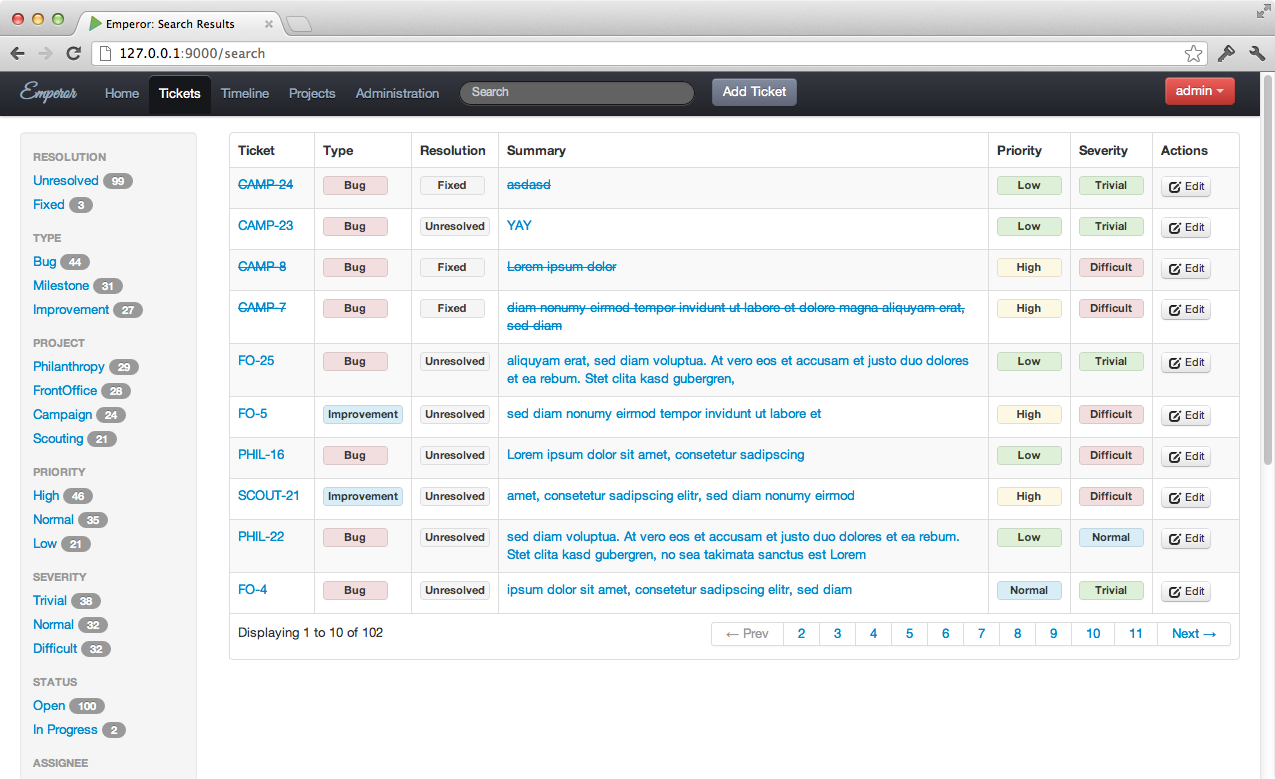 Emperor: Search Results
127.0.0.1:9000/search
Emperor Home Tickets Timeline Projects Administration Search Add Ticket admin
RESOLUTION
Unresolved 99
Fixed 3
TYPE
Bug 44
Milestone 31
Improvement 27
PROJECT
Philanthropy 29
FrontOffice 28
Campaign 24
Scouting 21
PRIORITY
High 46
Normal 35
Low 21
SEVERITY
Trivial 38
Normal 32
Difficult 32
STATUS
Open 100
In Progress 2
ASSIGNEE
Ticket Type Resolution Summary Priority Severity Actions
CAMP-24 Bug Fixed asdasd Low Trivial Edit
CAMP-23 Bug Unresolved YAY Low Trivial Edit
CAMP-8 Bug Fixed Lorem ipsum dolor High Difficult Edit
CAMP-7 Bug Fixed diam nonumy eirmod tempor invidunt ut labore et dolore magna aliquyam erat, High Difficult Edit
sed diam
FO-25 Bug Unresolved aliquyam erat, sed diam voluptua. At vero eos et accusam et justo duo dolores Low Trivial Edit
et ea rebum. Stet clita kasd gubergren,
FO-5 Improvement Unresolved sed diam nonumy eirmod tempor invidunt ut labore et High Difficult Edit
PHIL-16 Bug Unresolved Lorem ipsum dolor sit amet, consetetur sadipscing Low Difficult Edit
SCOUT-21 Improvement Unresolved amet, consetetur sadipscing elitr, sed diam nonumy eirmod High Difficult Edit
PHIL-22 Bug Unresolved sed diam voluptua. At vero eos et accusam et justo duo dolores et ea rebum. Low Normal Edit
Stet clita kasd gubergren, no sea takimata sanctus est Lorem
FO-4 Bug Unresolved ipsum dolor sit amet, consetetur sadipscing elitr, sed diam Normal Trivial Edit
Displaying 1 to 10 of 102 ← Prev 2 3 4 5 6 7 8 9 10 11 Next →